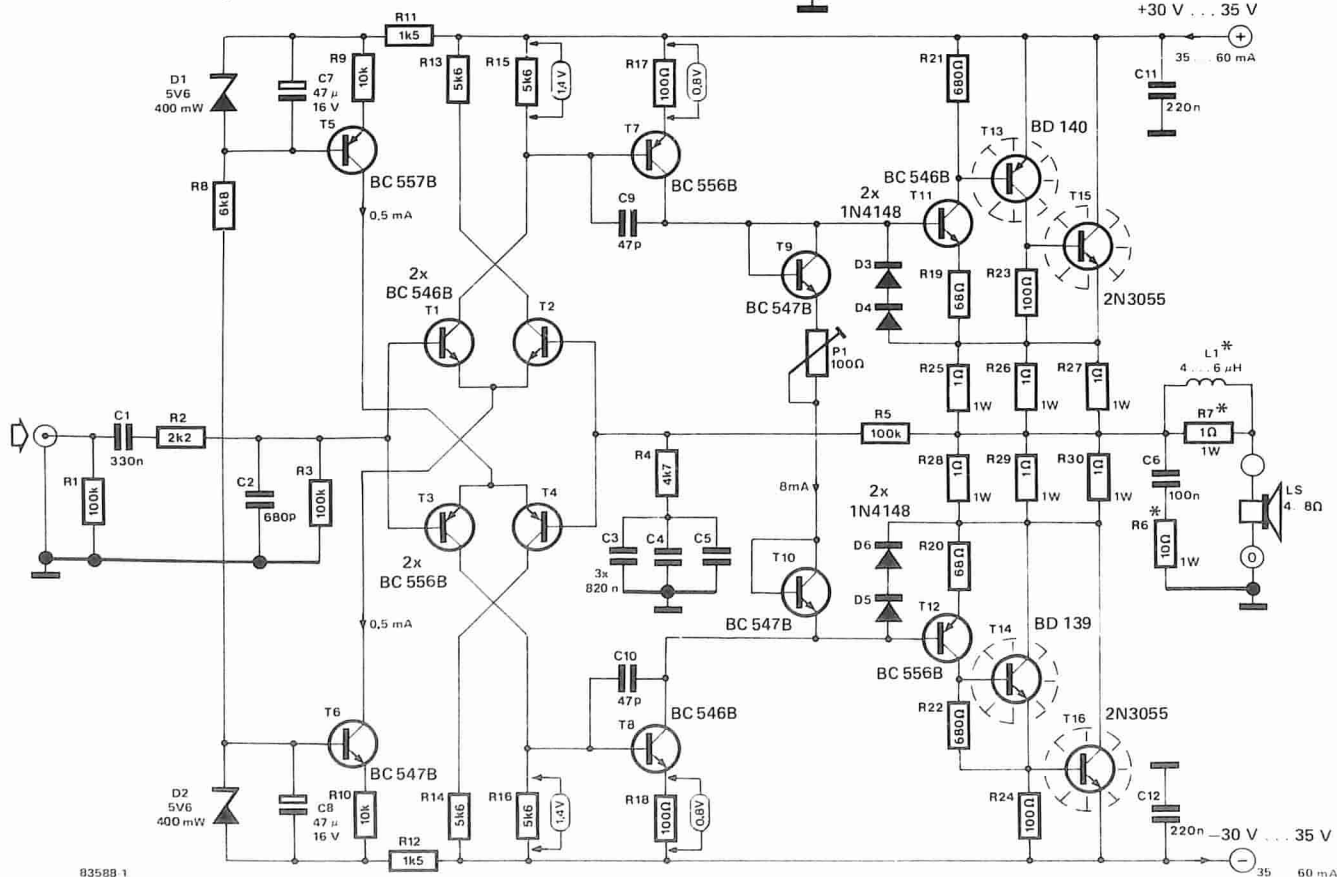 +30 V ... 35 V
+
35 ... 60 mA
R11
1k5
D1
5V6
400 mW
C7
47 µ
16 V
R9
10k
R13
5k6
R15
5k6
1,4V
R17
100Ω
0,8V
R21
680Ω
C11
220n
T5
BC 557B
T7
BC 556B
T13
BD 140
R8
6k8
0,5 mA
C9
47p
2x
1N4148
BC 546B
T11
T15
2N3055
T9
BC 547B
D3
D4
R19
68Ω
R23
100Ω
2x
BC 546B
T1
T2
P1
100Ω
R25
1Ω
1W
R26
1Ω
1W
R27
1Ω
1W
L1*
4 ... 6 µH
R7*
1Ω
1W
C1
330n
R2
2k2
R5
100k
R1
100k
C2
680p
R3
100k
R4
4k7
8mA
R28
1Ω
1W
R29
1Ω
1W
R30
1Ω
1W
C6
100n
*
R6
10Ω
1W
LS
4...8Ω
0
T3
T4
2x
BC 556B
C3
C4
C5
3x
820 n
2x
1N4148
D6
D5
R20
68Ω
T10
BC 547B
T12
BC 556B
T14
BD 139
0,5 mA
C10
47p
R22
680Ω
T16
2N3055
T6
BC 547B
T8
BC 546B
D2
5V6
400 mW
C8
47 µ
16 V
R10
10k
R14
5k6
R16
5k6
1,4V
R18
100Ω
0,8V
R24
100Ω
C12
220n
R12
1k5
−30 V ... 35 V
−
35 ... 60 mA
83588-1